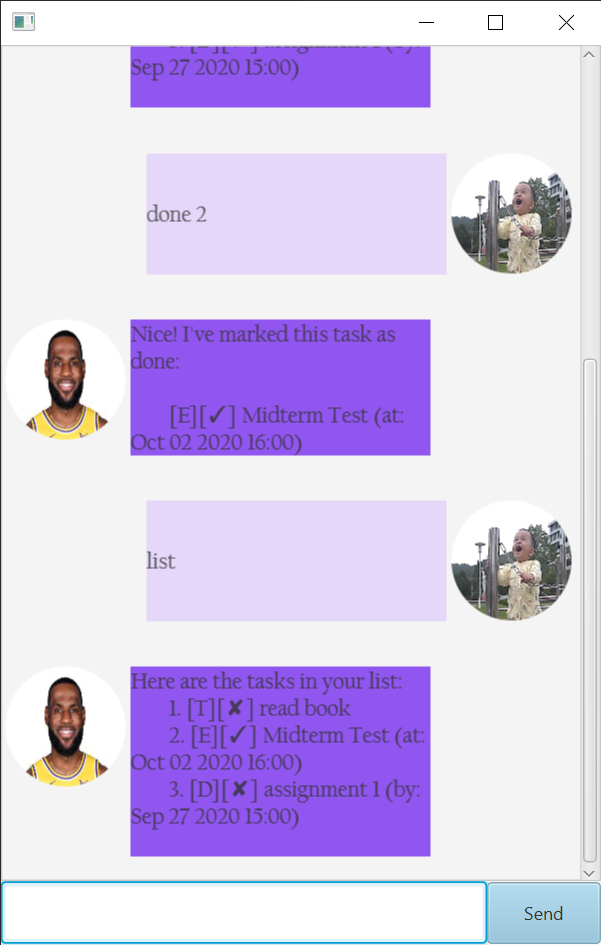 Sep 27 2020 15:00)
done 2
Nice! I've marked this task as
done:
[E][✓] Midterm Test (at:
Oct 02 2020 16:00)
list
Here are the tasks in your list:
1. [T][✘] read book
2. [E][✓] Midterm Test (at:
Oct 02 2020 16:00)
3. [D][✘] assignment 1 (by:
Sep 27 2020 15:00)
Send